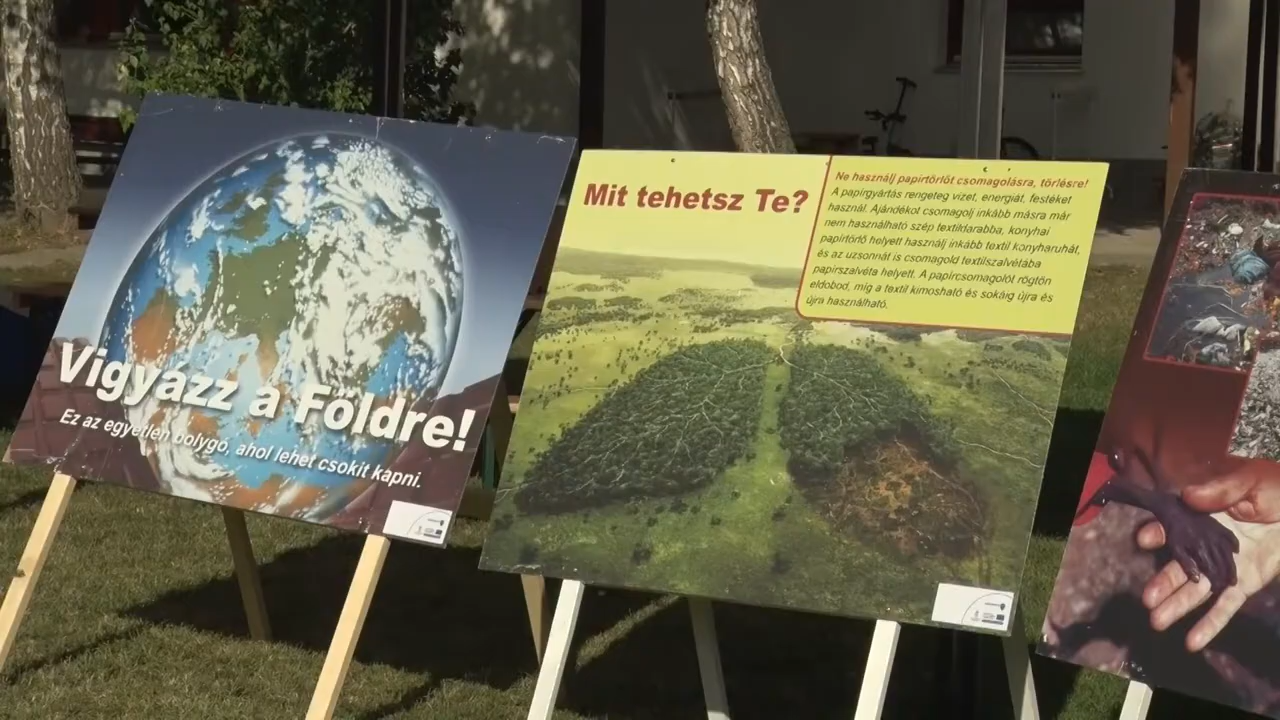 Vigyazz a Földre!
Ez az egyetlen bolygó, ahol lehet csokit kapni.
Mit tehetsz Te?
Ne használj papírtörlőt csomagolásra, törlésre!
A papírgyártás rengeteg vizet, energiát, festéket
használ. Ajándékot csomagolj inkább másra már
nem használható szép textildarabba, konyhai
papírtörlő helyett használj inkább textil konyharuhát,
és az uzsonnát is csomagold textilszalvétába
papírszalvéta helyett. A papírcsomagolót rögtön
eldobod, míg a textil kimosható és sokáig újra és
újra használható.